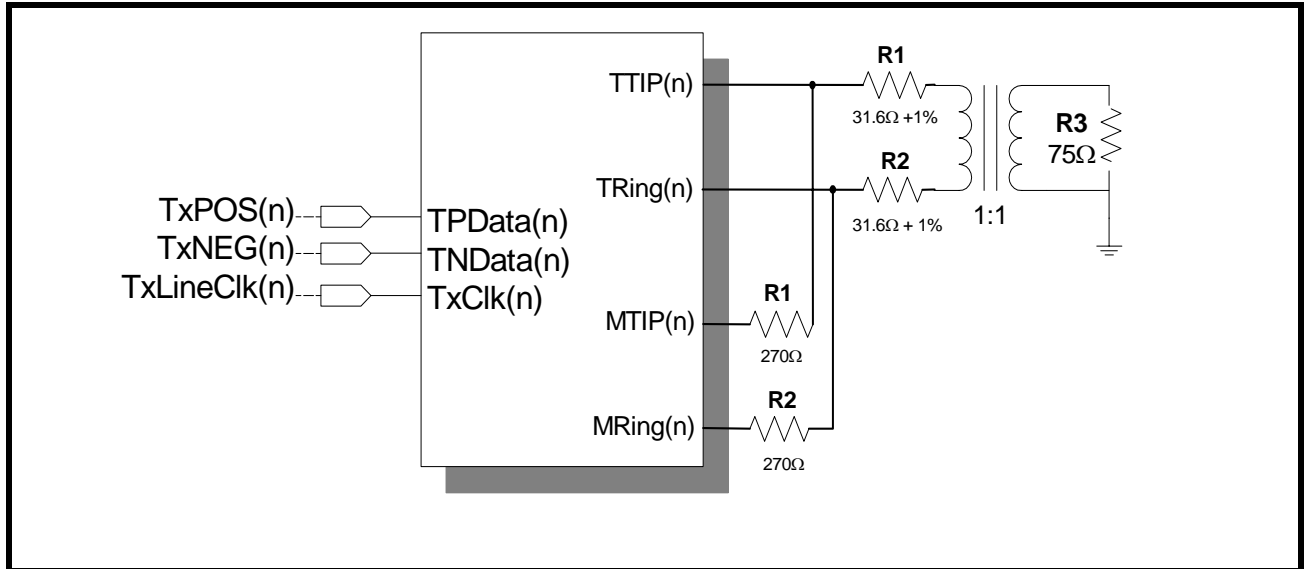 R1
TTIP(n)
31.6Ω +1%
R3
75Ω
R2
TRing(n)
31.6Ω + 1%
1:1
TxPOS(n)
TPData(n)
TxNEG(n)
TNData(n)
TxLineClk(n)
TxClk(n)
R1
MTIP(n)
270Ω
R2
MRing(n)
270Ω